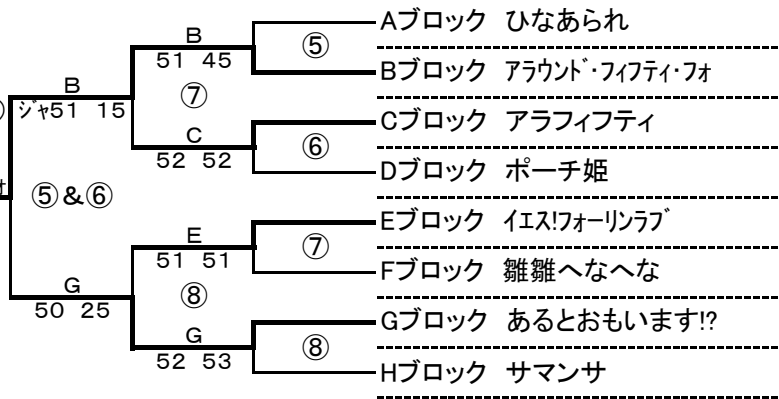 Aブロック ひなあられ
B
51 45
⑤
Bブロック アラウンド･フィフティ･フォ
B
ジャ51 15
⑦
Cブロック アラフィフティ
C
52 52
⑥
Dブロック ポーチ姫
⑤&⑥
Eブロック イエス!フォーリンラブ
E
51 51
⑦
Fブロック 雛雛へなへな
G
50 25
⑧
Gブロック あるとおもいます!?
G
52 53
⑧
Hブロック サマンサ